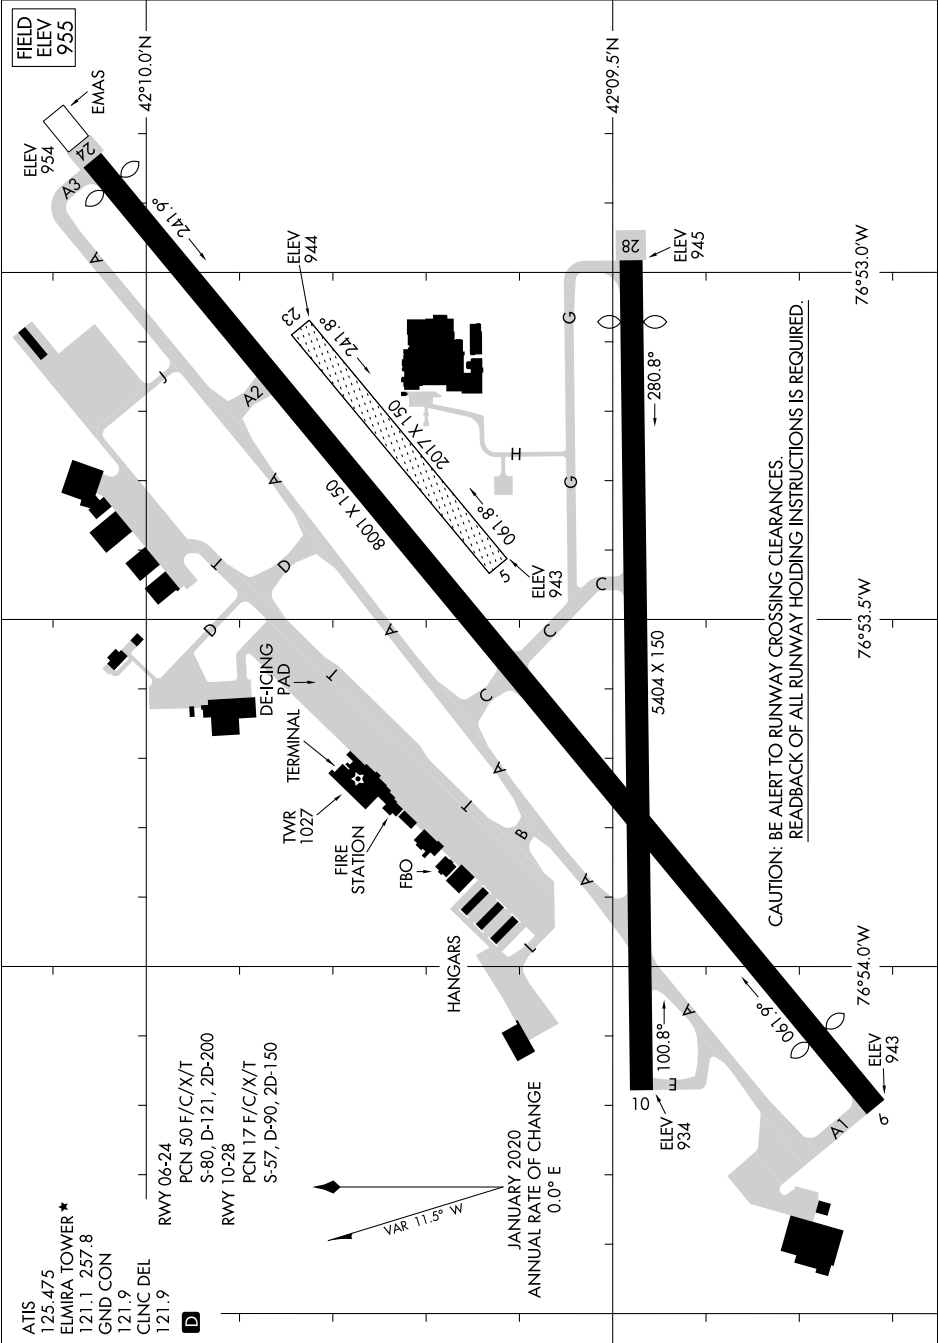 FIELD
ELEV
955
ELEV
954
EMAS
42°10.0'N
42°09.5'N
24
A3
241.9°
A
ELEV
944
28
ELEV
945
76°53.0'W
23
241.8°
G
J
280.8°
A2
2017 X 150
8001 X 150
A
H
G
061.8°
T
D
5
ELEV
943
C
D
A
C
76°53.5'W
DE-ICING
PAD
T
C
5404 X 150
TERMINAL
A
TWR
1027
T
B
FIRE
STATION
FBO
A
CAUTION: BE ALERT TO RUNWAY CROSSING CLEARANCES.
READBACK OF ALL RUNWAY HOLDING INSTRUCTIONS IS REQUIRED.
HANGARS
L
76°54.0'W
A
061.9°
100.8°
E
10
ELEV
934
ELEV
943
A1
6
RWY 06-24
PCN 50 F/C/X/T
S-80, D-121, 2D-200
RWY 10-28
PCN 17 F/C/X/T
S-57, D-90, 2D-150
VAR 11.5° W
JANUARY 2020
ANNUAL RATE OF CHANGE
0.0° E
ATIS
125.475
ELMIRA TOWER★
121.1 257.8
GND CON
121.9
CLNC DEL
121.9
D